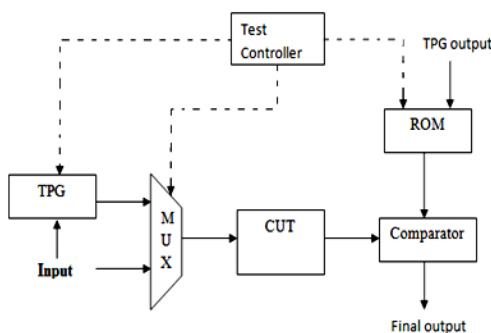 Test
Controller
TPG output
ROM
TPG
M
U
X
CUT
Comparator
Input
Final output